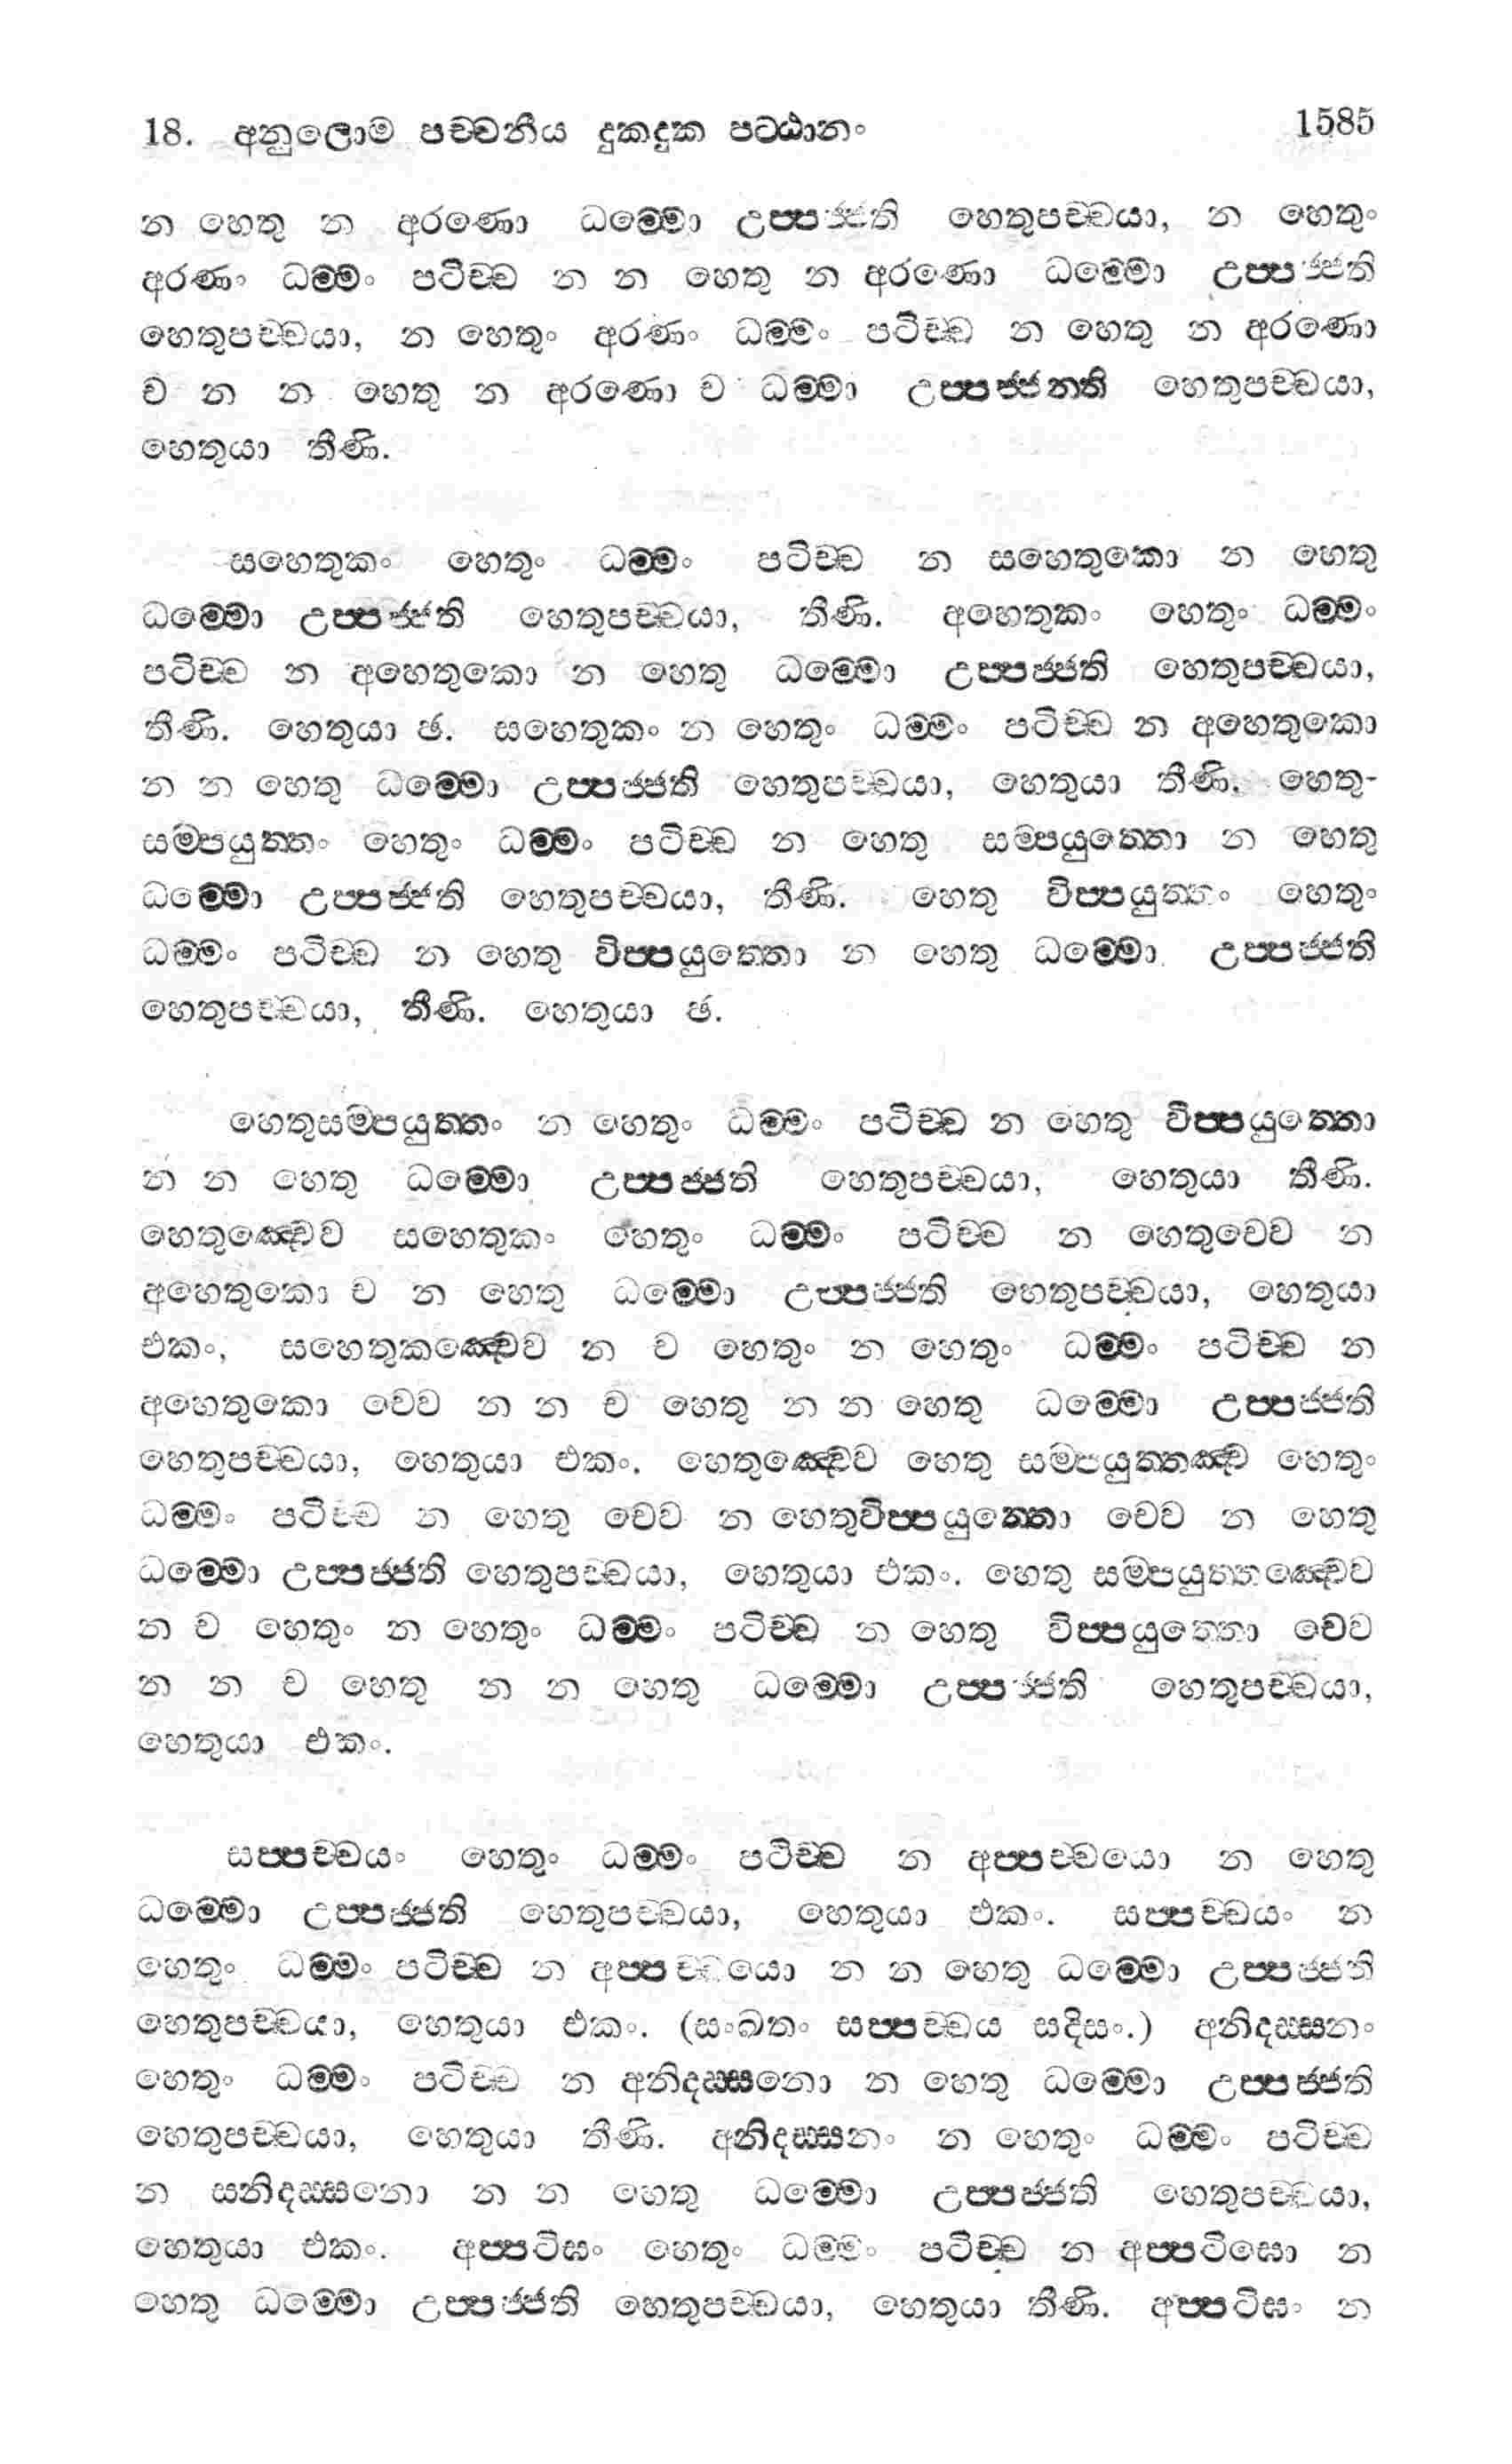 18. අනුලොම පච්චනීය දුකදුක පට්ඨානං 1585
න හෙතු න අරණො ධම්මො උප්පජ්ජති හෙතුපච්චයා, න හෙතුං
අරණං ධම්මං පටිච්ච න න හෙතු න අරණො ධම්මො උප්පජ්ජති
හෙතුපච්චයා, න හෙතුං අරණං ධම්මං පටිච්ච න හෙතු න අරණො
ච න න හෙතු න අරණො ච ධම්මා උප්පජ්ජන්ති හෙතුපච්චයා,
හෙතුයා තීණි.
සහෙතුකං හෙතුං ධම්මං පටිච්ච න සහෙතුකො න හෙතු
ධම්මො උප්පජ්ජති හෙතුපච්චයා, තීණි. අහෙතුකං හෙතුං ධම්මං
පටිච්ච න අහෙතුකො න හෙතු ධම්මො උප්පජ්ජති හෙතුපච්චයා,
තීණි. හෙතුයා ඡ. සහෙතුකං න හෙතුං ධම්මං පටිච්ච න අහෙතුකො
න න හෙතු ධම්මො උප්පජ්ජති හෙතුපච්චයා, හෙතුයා තීණි. හෙතු-
සම්පයුත්තං හෙතුං ධම්මං පටිච්ච න හෙතු සම්පයුත්තො න හෙතු
ධම්මො උප්පජ්ජති හෙතුපච්චයා, තීණි. හෙතු විප්පයුත්තං හෙතුං
ධම්මං පටිච්ච න හෙතු විප්පයුත්තො න හෙතු ධම්මො උප්පජ්ජති
හෙතුපච්චයා, තීණි. හෙතුයා ඡ.
හෙතුසම්පයුත්තං න හෙතුං ධම්මං පටිච්ච න හෙතු විප්පයුත්තො
න න හෙතු ධම්මො උප්පජ්ජති හෙතුපච්චයා, හෙතුයා තීණි.
හෙතුඤ්චෙව සහෙතුකං හෙතුං ධම්මං පටිච්ච න හෙතුචෙව න
අහෙතුකො ච න හෙතු ධම්මො උප්පජ්ජති හෙතුපච්චයා, හෙතුයා
එකං, සහෙතුකඤ්චෙව න ච හෙතුං න හෙතුං ධම්මං පටිච්ච න
අහෙතුකො චෙව න න ච හෙතු න න හෙතු ධම්මො උප්පජ්ජති
හෙතුපච්චයා, හෙතුයා එකං. හෙතුඤ්චෙව හෙතු සම්පයුත්තඤ්ච හෙතුං
ධම්මං පටිච්ච න හෙතු චෙව න හෙතුවිප්පයුත්තො චෙව න හෙතු
ධම්මො උප්පජ්ජති හෙතුපච්චයා, හෙතුයා එකං. හෙතු සම්පයුත්තඤ්චෙව
න ච හෙතුං න හෙතුං ධම්මං පටිච්ච න හෙතු විප්පයුත්තො චෙව
න න ච හෙතු න න හෙතු ධම්මො උප්පජ්ජති හෙතුපච්චයා,
හෙතුයා එකං.
සප්පච්චයං හෙතුං ධම්මං පටිච්ච න අප්පච්චයො න හෙතු
ධම්මො උප්පජ්ජති හෙතුපච්චයා, හෙතුයා එකං. සප්පච්චයං න
හෙතුං ධම්මං පටිච්ච න අප්පච්චයො න න හෙතු ධම්මො උප්පජ්ජති
හෙතුපච්චයා, හෙතුයා එකං. (සංඛතං සප්පච්චය සදිසං.) අනිදස්සනං
හෙතුං ධම්මං පටිච්ච න අනිදස්සනො න හෙතු ධම්මො උප්පජ්ජති
හෙතුපච්චයා, හෙතුයා තීණි. අනිදස්සනං න හෙතුං ධම්මං පටිච්ච
න සනිදස්සනො න න හෙතු ධම්මො උප්පජ්ජති හෙතුපච්චයා,
හෙතුයා එකං. අප්පටිඝං හෙතුං ධම්මං පටිච්ච න අප්පටිඝො න
හෙතු ධම්මො උප්පජ්ජති හෙතුපච්චයා, හෙතුයා තීණි. අප්පටිඝං න